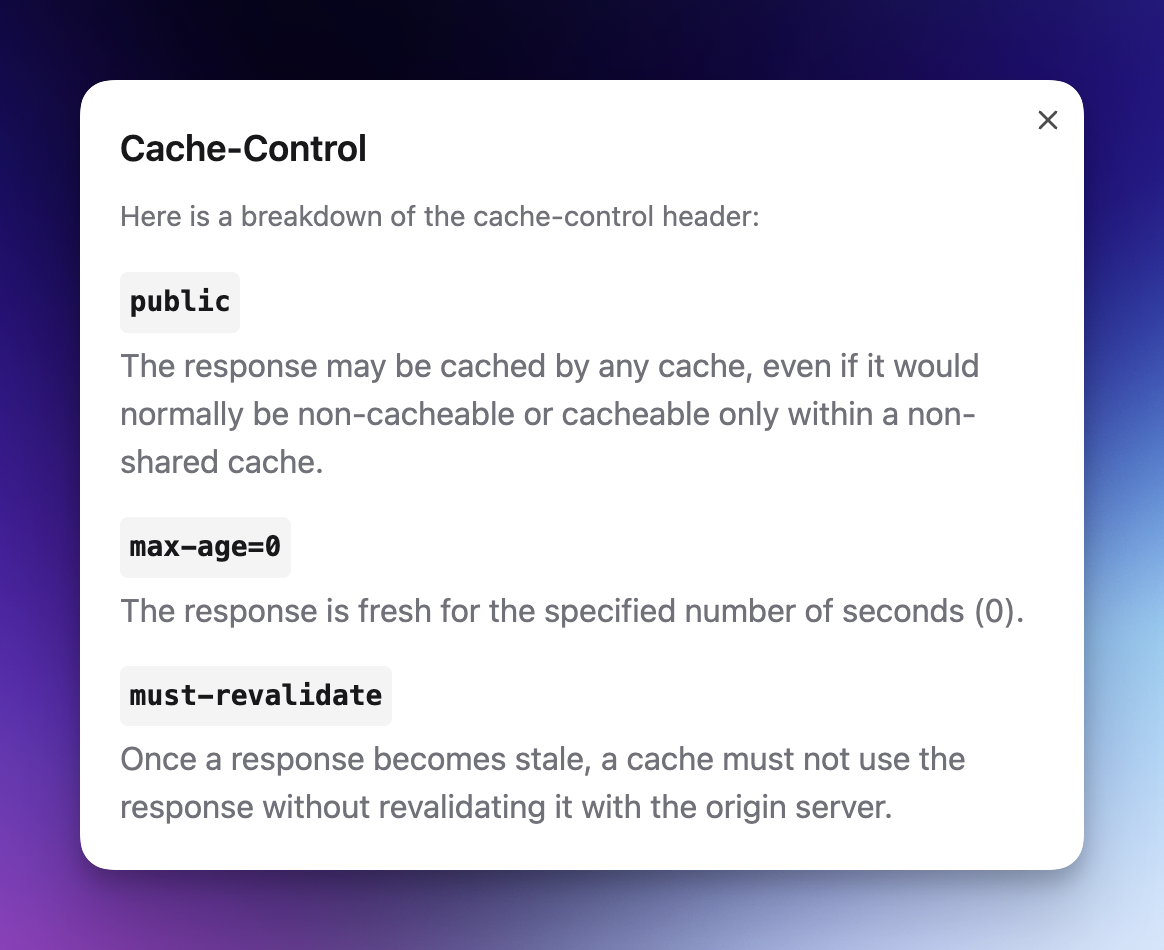 Cache-Control
Here is a breakdown of the cache-control header:
public
The response may be cached by any cache, even if it would
normally be non-cacheable or cacheable only within a non-
shared cache.
max-age=0
The response is fresh for the specified number of seconds (0).
must-revalidate
Once a response becomes stale, a cache must not use the
response without revalidating it with the origin server.